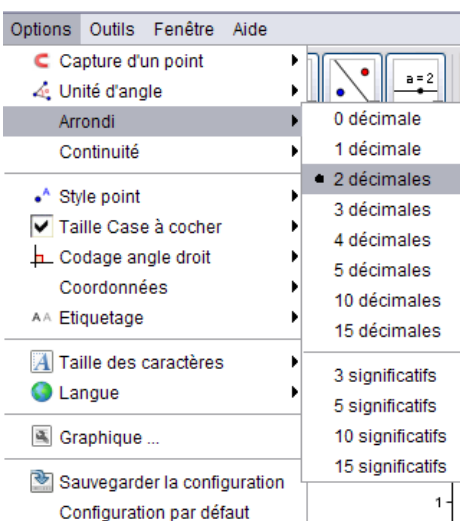 Options Outils Fenêtre Aide
Capture d'un point
Unité d'angle
Arrondi
Continuité
Style point
Taille Case à cocher
Codage angle droit
Coordonnées
AA Etiquetage
A Taille des caractères
Langue
Graphique ...
Sauvegarder la configuration
Configuration par défaut
a = 2
0 décimale
1 décimale
2 décimales
3 décimales
4 décimales
5 décimales
10 décimales
15 décimales
3 significatifs
5 significatifs
10 significatifs
15 significatifs
1